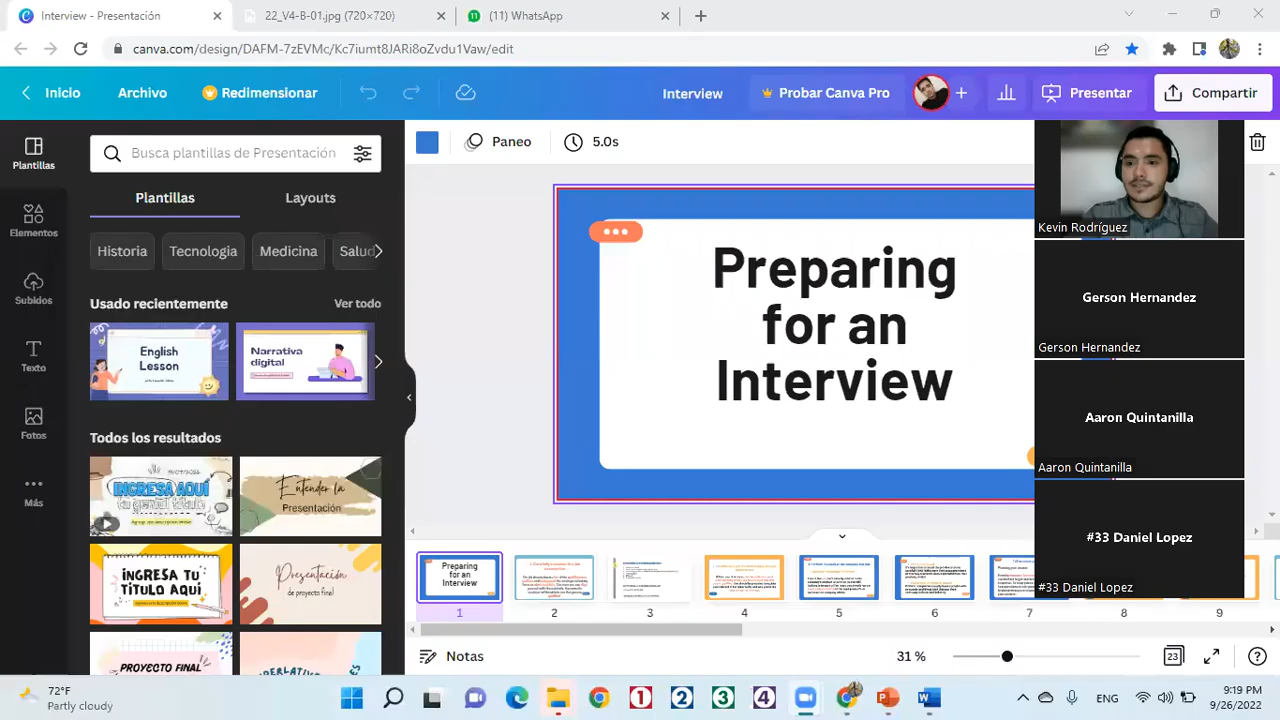 Interview - Presentación
22_V4-B-01.jpg (720×720)
(11) WhatsApp
canva.com/design/DAFM-7zEVMc/Kc7iumt8JARi8oZvdu1Vaw/edit
Inicio
Archivo
Redimensionar
Interview
Probar Canva Pro
Presentar
Compartir
Plantillas
Elementos
Subidos
Texto
Fotos
Más
Busca plantillas de Presentación
Plantillas
Layouts
Historia
Tecnologia
Medicina
Salud
Usado recientemente
Ver todo
English
Lesson
Narrativa
digital
Todos los resultados
INGRESA AQUÍ
tu genial título
Entender la
Presentación
INGRESA TU
TÍTULO AQUÍ
Presentación
de proyecto final
PROYECTO FINAL
Paneo
5.0s
Preparing
for an
Interview
Kevin Rodríguez
Gerson Hernandez
Gerson Hernandez
Aaron Quintanilla
Aaron Quintanilla
#33 Daniel Lopez
#33 Daniel Lopez
Preparing
for an
Interview
1
2
3
4
5
6
7
8
9
Notas
31 %
23
72°F
Partly cloudy
1
2
3
4
ENG
9:19 PM
9/26/2022